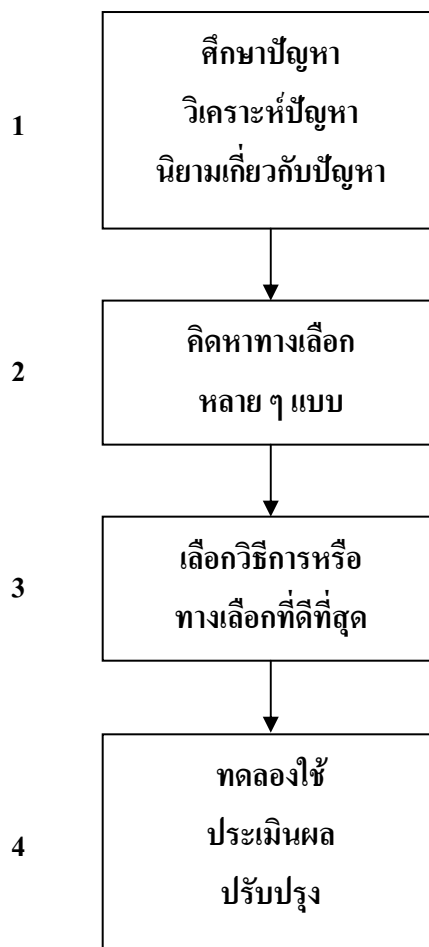 1
ศึกษาปัญหา
วิเคราะห์ปัญหา
นิยามเกี่ยวกับปัญหา
2
คิดหาทางเลือก
หลาย ๆ แบบ
3
เลือกวิธีการหรือ
ทางเลือกที่ดีที่สุด
4
ทดลองใช้
ประเมินผล
ปรับปรุง